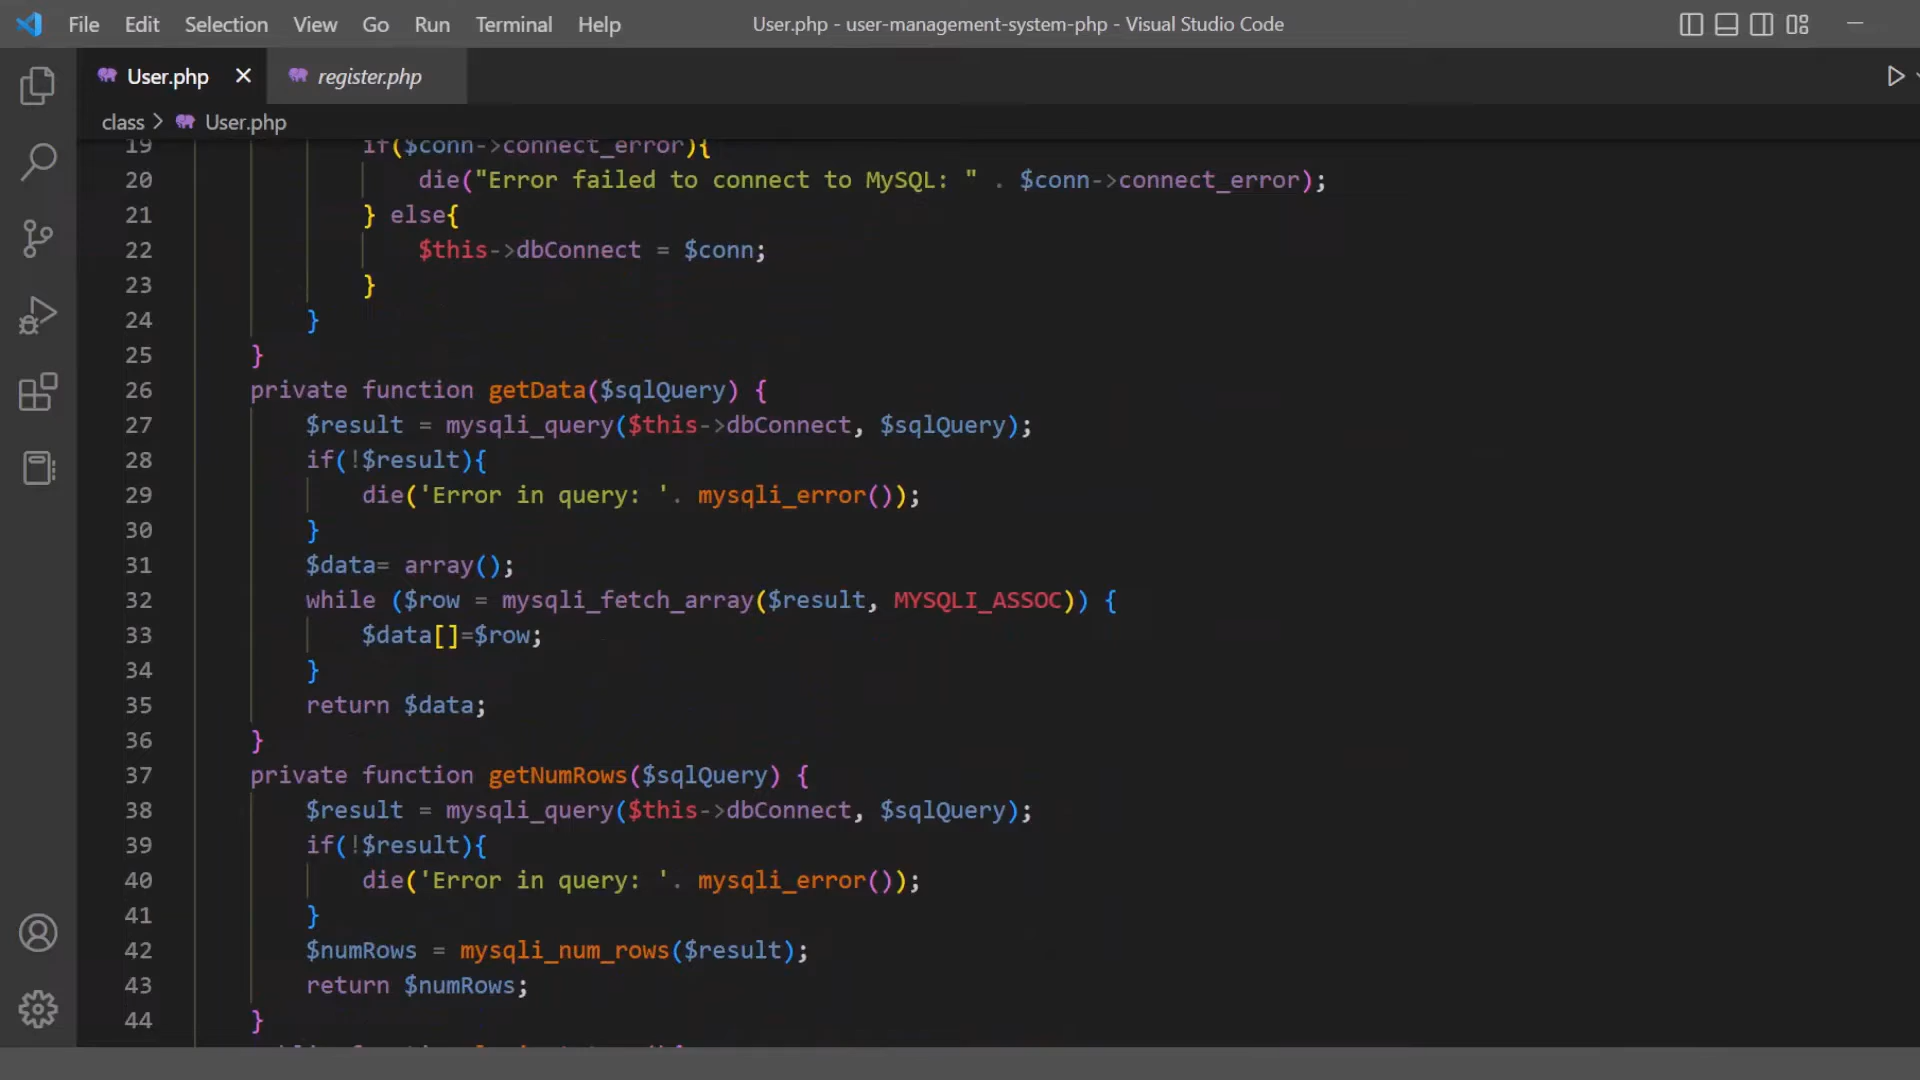 File Edit Selection View Go Run Terminal Help User.php - user-management-system-php - Visual Studio Code
User.php register.php
class > User.php
19 if($conn->connect_error){
20 die("Error failed to connect to MySQL: " . $conn->connect_error);
21 } else{
22 $this->dbConnect = $conn;
23 }
24 }
25 }
26 private function getData($sqlQuery) {
27 $result = mysqli_query($this->dbConnect, $sqlQuery);
28 if(!$result){
29 die('Error in query: '. mysqli_error());
30 }
31 $data= array();
32 while ($row = mysqli_fetch_array($result, MYSQLI_ASSOC)) {
33 $data[]=$row;
34 }
35 return $data;
36 }
37 private function getNumRows($sqlQuery) {
38 $result = mysqli_query($this->dbConnect, $sqlQuery);
39 if(!$result){
40 die('Error in query: '. mysqli_error());
41 }
42 $numRows = mysqli_num_rows($result);
43 return $numRows;
44 }